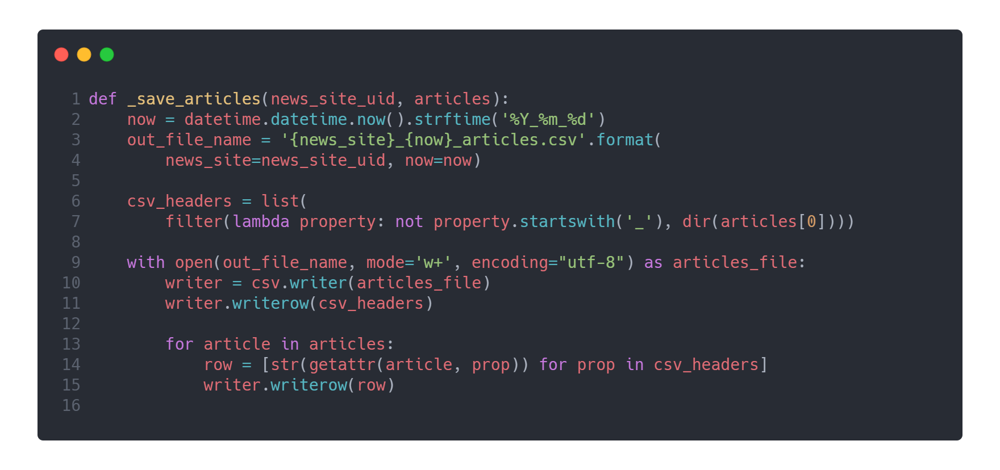 1 def _save_articles(news_site_uid, articles):
2     now = datetime.datetime.now().strftime('%Y_%m_%d')
3     out_file_name = '{news_site}_{now}_articles.csv'.format(
4         news_site=news_site_uid, now=now)
5
6     csv_headers = list(
7         filter(lambda property: not property.startswith('_'), dir(articles[0])))
8
9     with open(out_file_name, mode='w+', encoding="utf-8") as articles_file:
10         writer = csv.writer(articles_file)
11         writer.writerow(csv_headers)
12
13         for article in articles:
14             row = [str(getattr(article, prop)) for prop in csv_headers]
15             writer.writerow(row)
16